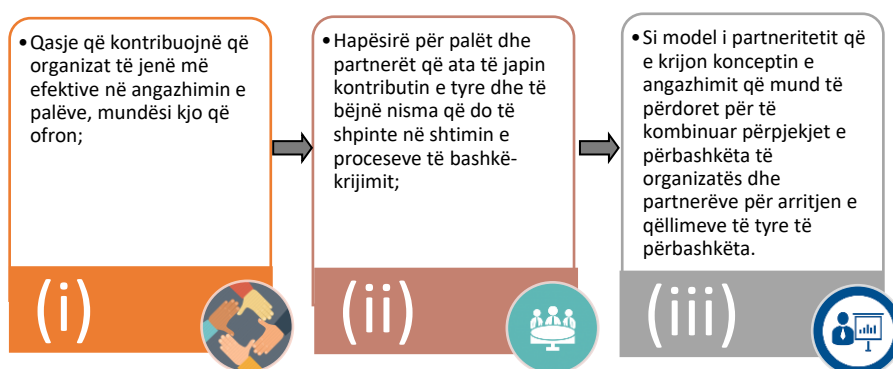 •Qasje që kontribuojnë që
organizat të jenë më
efektive në angazhimin e
palëve, mundësi kjo që
ofron;
(i)
•Hapësirë për palët dhe
partnerët që ata të japin
kontributin e tyre dhe të
bëjnë nisma që do të
shpinte në shtimin e
proceseve të bashkë-
krijimit;
(ii)
•Si model i partneritetit që
e krijon konceptin e
angazhimit që mund të
përdoret për të
kombinuar përpjekjet e
përbashkëta të
organizatës dhe
partnerëve për arritjen e
qëllimeve të tyre të
përbashkëta.
(iii)